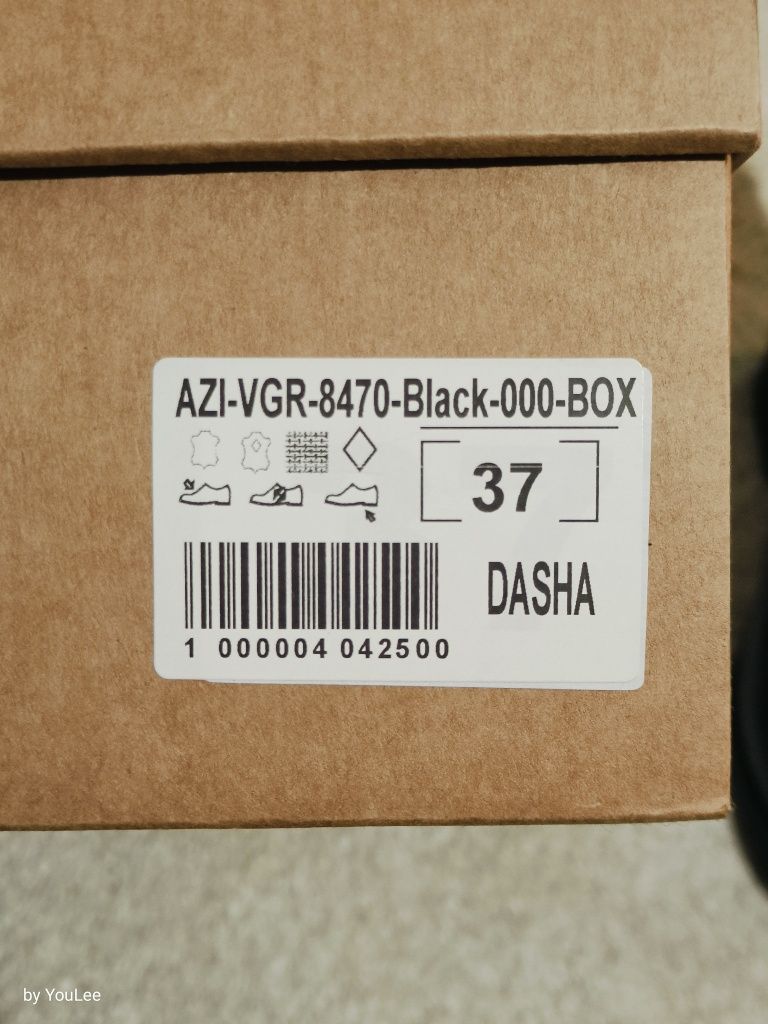 AZI-VGR-8470-Black-000-BOX
37
DASHA
1 000004 042500
by YouLee